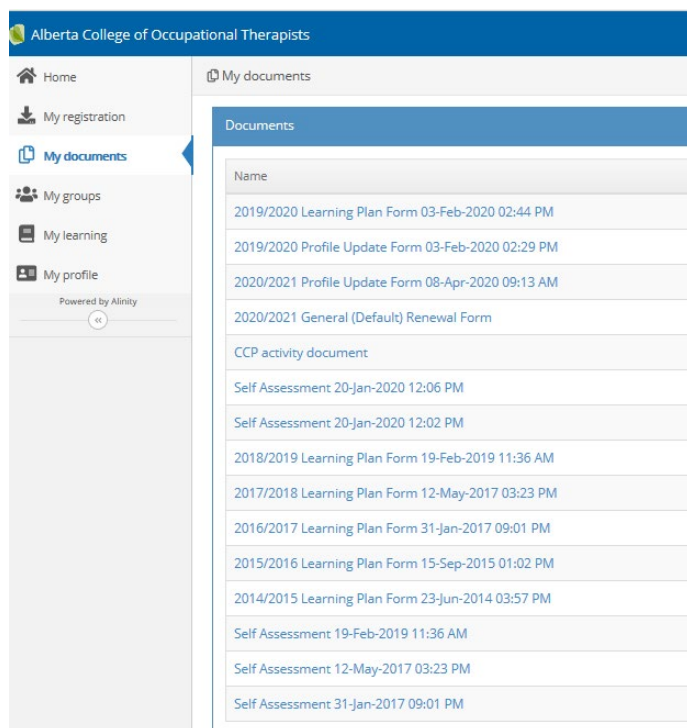 Alberta College of Occupational Therapists
Home
My registration
My documents
My groups
My learning
My profile
Powered by Alinity
My documents
Documents
Name
2019/2020 Learning Plan Form 03-Feb-2020 02:44 PM
2019/2020 Profile Update Form 03-Feb-2020 02:29 PM
2020/2021 Profile Update Form 08-Apr-2020 09:13 AM
2020/2021 General (Default) Renewal Form
CCP activity document
Self Assessment 20-Jan-2020 12:06 PM
Self Assessment 20-Jan-2020 12:02 PM
2018/2019 Learning Plan Form 19-Feb-2019 11:36 AM
2017/2018 Learning Plan Form 12-May-2017 03:23 PM
2016/2017 Learning Plan Form 31-Jan-2017 09:01 PM
2015/2016 Learning Plan Form 15-Sep-2015 01:02 PM
2014/2015 Learning Plan Form 23-Jun-2014 03:57 PM
Self Assessment 19-Feb-2019 11:36 AM
Self Assessment 12-May-2017 03:23 PM
Self Assessment 31-Jan-2017 09:01 PM